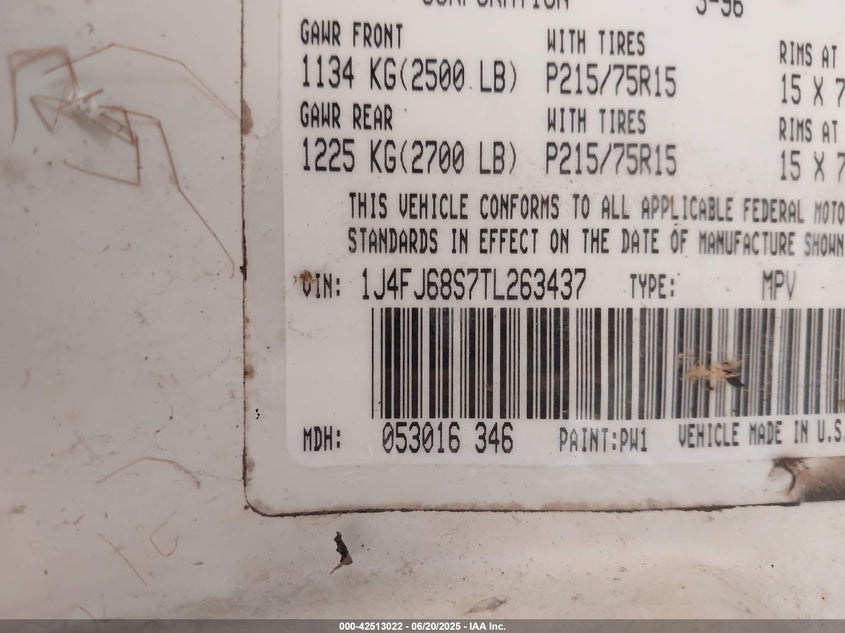 CORPORATION 5-96
GAWR FRONT WITH TIRES RIMS AT
1134 KG(2500 LB) P215/75R15 15 X 7
GAWR REAR WITH TIRES RIMS AT
1225 KG(2700 LB) P215/75R15 15 X 7
THIS VEHICLE CONFORMS TO ALL APPLICABLE FEDERAL MOTO
STANDARDS IN EFFECT ON THE DATE OF MANUFACTURE SHOWN
VIN: 1J4FJ68S7TL263437 TYPE: MPV
MDH: 053016 346 PAINT:PW1 VEHICLE MADE IN U.S.
000-42513022 - 06/20/2025 - IAA Inc.